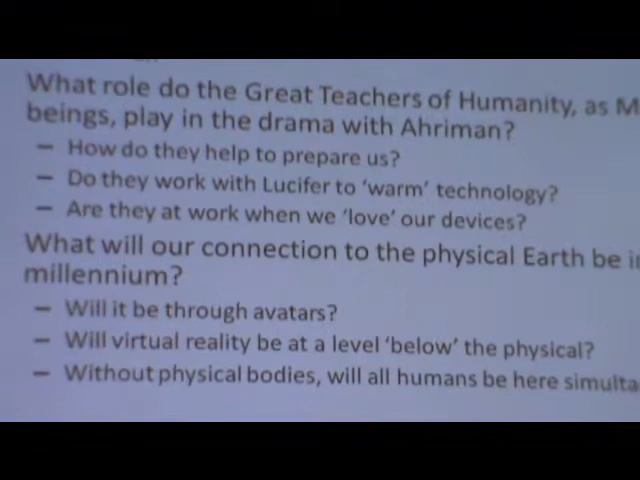 What role do the Great Teachers of Humanity, as
beings, play in the drama with Ahriman?
– How do they help to prepare us?
– Do they work with Lucifer to ‘warm’ technology?
– Are they at work when we ‘love’ our devices?
What will our connection to the physical Earth be
millennium?
– Will it be through avatars?
– Will virtual reality be at a level ‘below’ the physical?
– Without physical bodies, will all humans be here